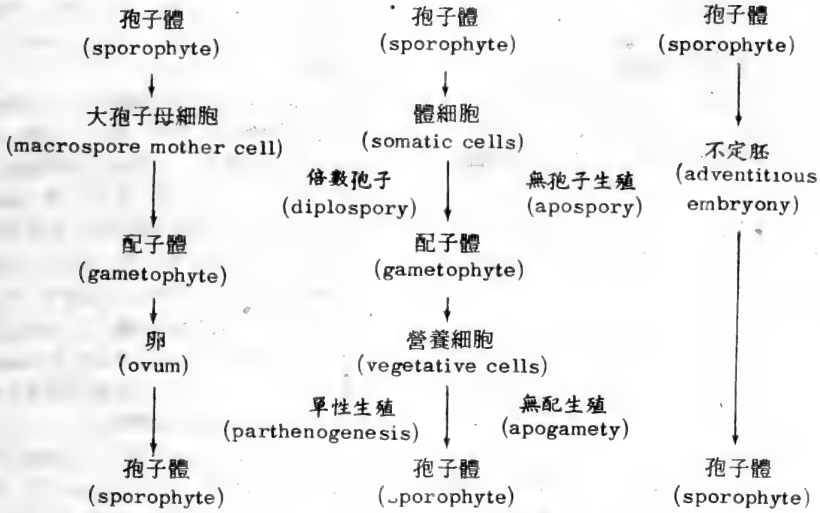 孢子體 孢子體 孢子體
(sporophyte) (sporophyte) (sporophyte)
大孢子母細胞 體細胞
(macrospore mother cell) (somatic cells) 不定胚
倍數孢子 無孢子生殖 (adventitious
(diplospory) (apospory) embryony)
配子體 配子體
(gametophyte) (gametophyte)
卵 營養細胞
(ovum) (vegetative cells)
單性生殖 無配生殖
(parthenogenesis) (apogamety)
孢子體 孢子體 孢子體
(sporophyte) (sporophyte) (sporophyte)